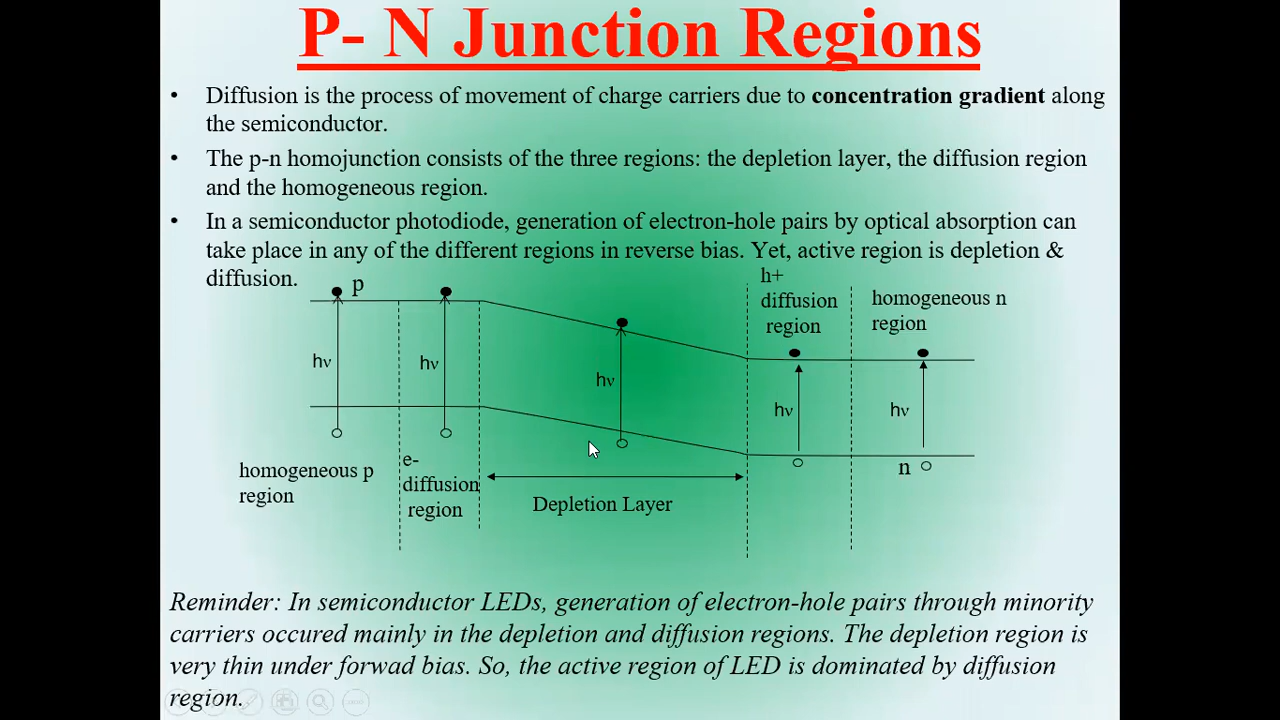 P- N Junction Regions
• Diffusion is the process of movement of charge carriers due to concentration gradient along
the semiconductor.
• The p-n homojunction consists of the three regions: the depletion layer, the diffusion region
and the homogeneous region.
• In a semiconductor photodiode, generation of electron-hole pairs by optical absorption can
take place in any of the different regions in reverse bias. Yet, active region is depletion &
diffusion.
p
h+
diffusion
region
homogeneous n
region
hν
hν
hν
hν
hν
homogeneous p
region
e-
diffusion
region
Depletion Layer
n
Reminder: In semiconductor LEDs, generation of electron-hole pairs through minority
carriers occured mainly in the depletion and diffusion regions. The depletion region is
very thin under forwad bias. So, the active region of LED is dominated by diffusion
region.